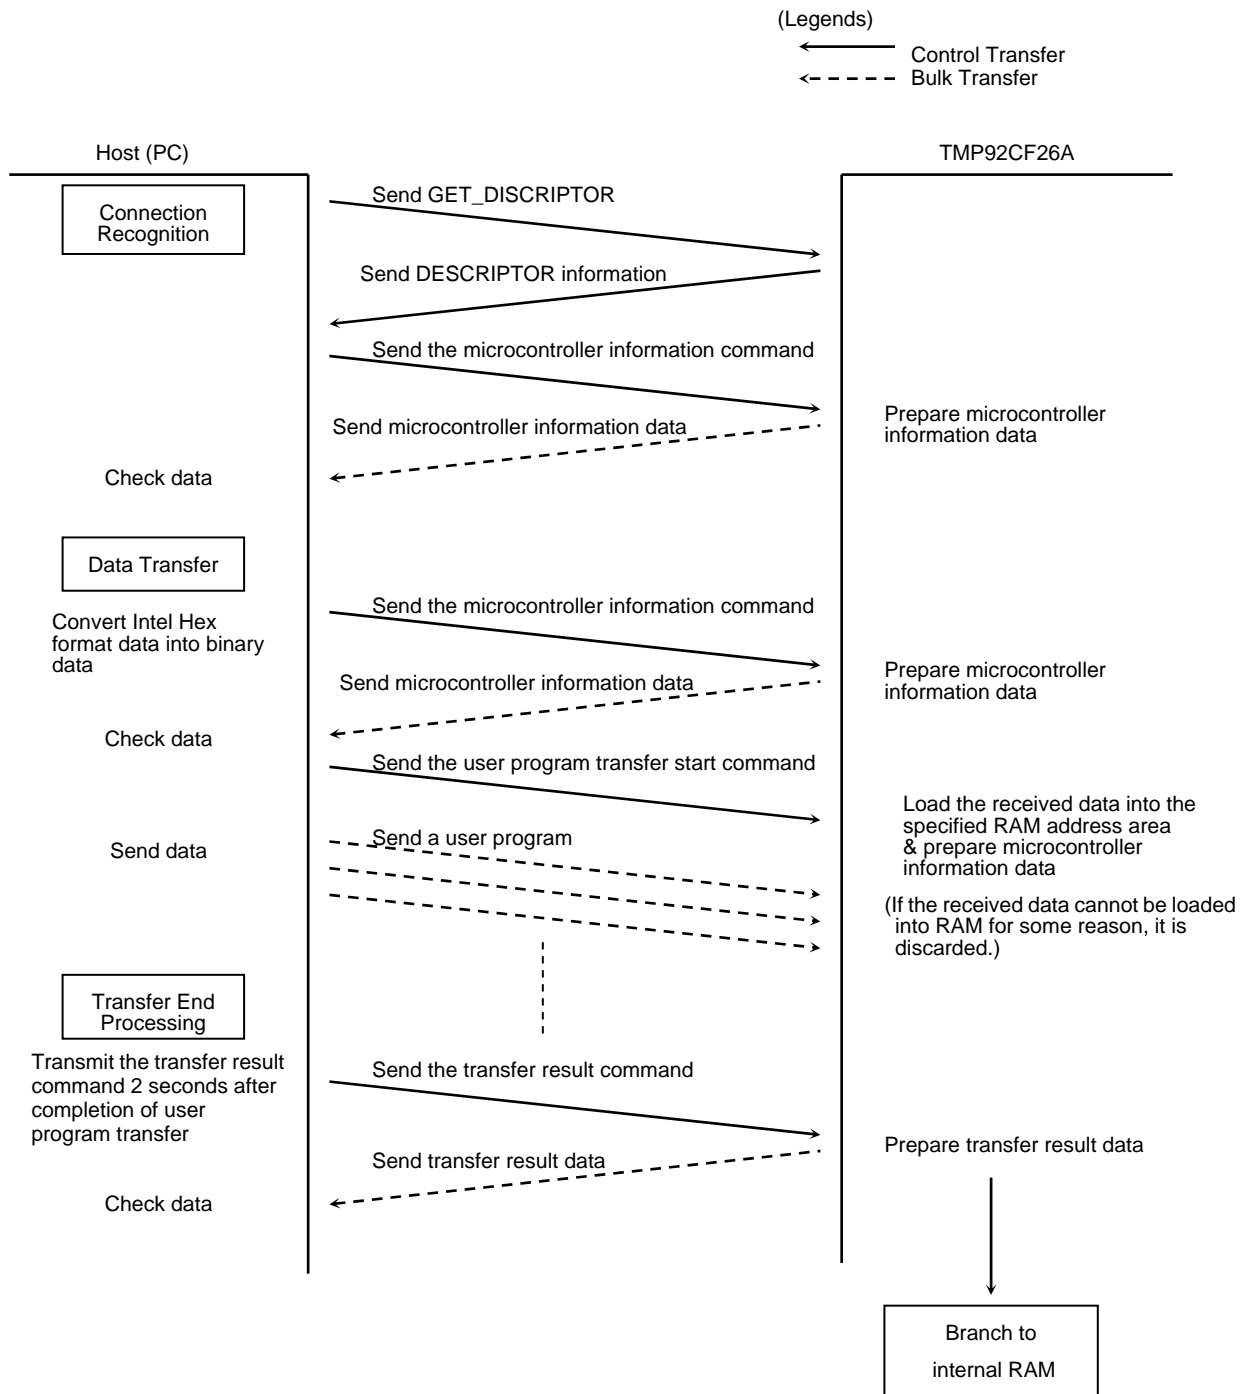 (Legends)
Control Transfer
Bulk Transfer
Host (PC)
TMP92CF26A
Connection
Recognition
Send GET_DISCRIPTOR
Send DESCRIPTOR information
Send the microcontroller information command
Prepare microcontroller
information data
Send microcontroller information data
Check data
Data Transfer
Convert Intel Hex
format data into binary
data
Send the microcontroller information command
Prepare microcontroller
information data
Send microcontroller information data
Check data
Send the user program transfer start command
Load the received data into the
specified RAM address area
& prepare microcontroller
information data
Send a user program
Send data
(If the received data cannot be loaded
into RAM for some reason, it is
discarded.)
Transfer End
Processing
Transmit the transfer result
command 2 seconds after
completion of user
program transfer
Send the transfer result command
Prepare transfer result data
Send transfer result data
Check data
Branch to
internal RAM